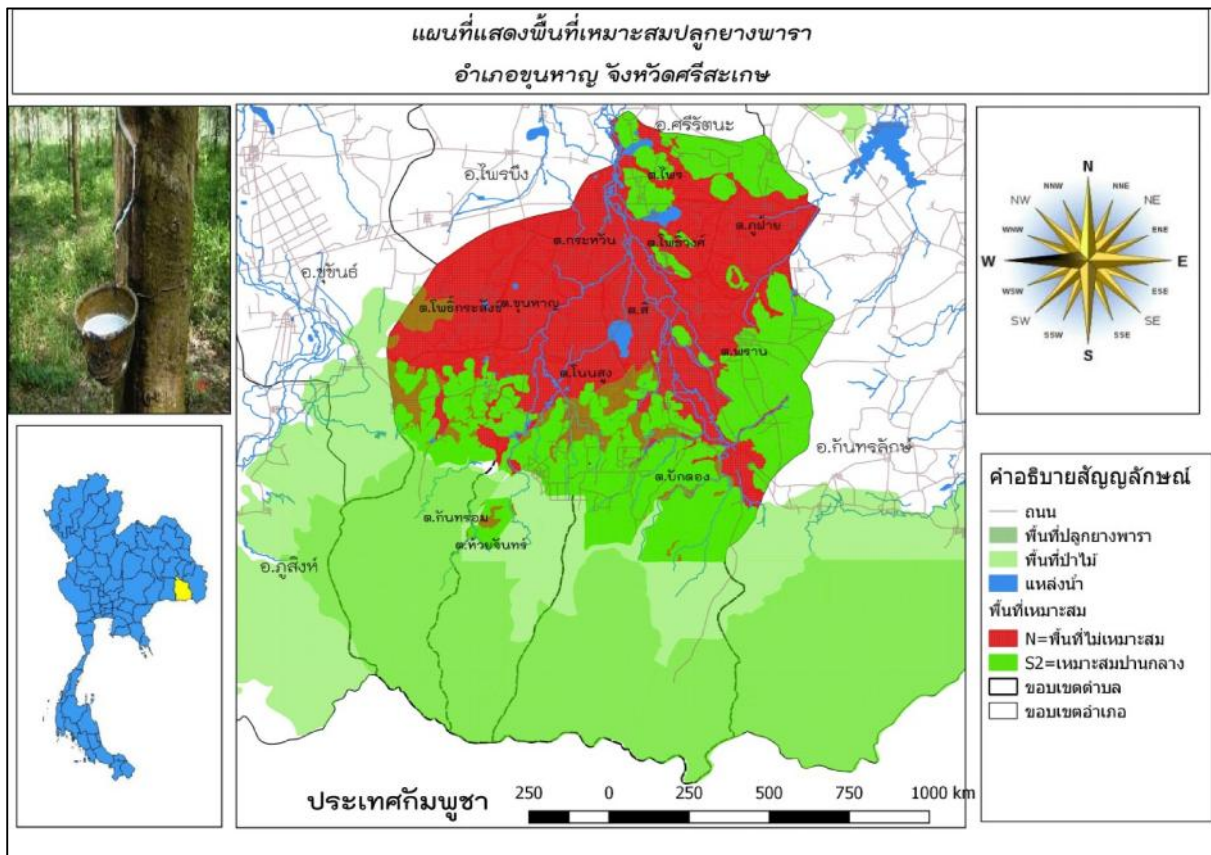 แผนที่แสดงพื้นที่เหมาะสมปลูกยางพารา
อำเภอขุนหาญ จังหวัดศรีสะเกษ
อ.ศรีรัตนะ
อ.ไพรบึง
ต.ไพร
ต.ภูฝ้าย
ต.กระหวัน
ต.โพธิ์วงศ์
อ.ขุขันธ์
ต.โพธิ์กระสังข์
ต.ขุนหาญ
ต.สิ
ต.พราน
ต.โนนสูง
อ.กันทรลักษ์
ต.บักดอง
ต.กันทรอม
ต.ห้วยจันทร์
อ.ภูสิงห์
ประเทศกัมพูชา
250 0 250 500 750 1000 km
N
NNW NNE
NW NE
WNW ENE
W E
WSW ESE
SW SE
SSW SSE
S
คำอธิบายสัญญลักษณ์
ถนน
พื้นที่ปลูกยางพารา
พื้นที่ป่าไม้
แหล่งน้ำ
พื้นที่เหมาะสม
N=พื้นที่ไม่เหมาะสม
S2=เหมาะสมปานกลาง
ขอบเขตตำบล
ขอบเขตอำเภอ